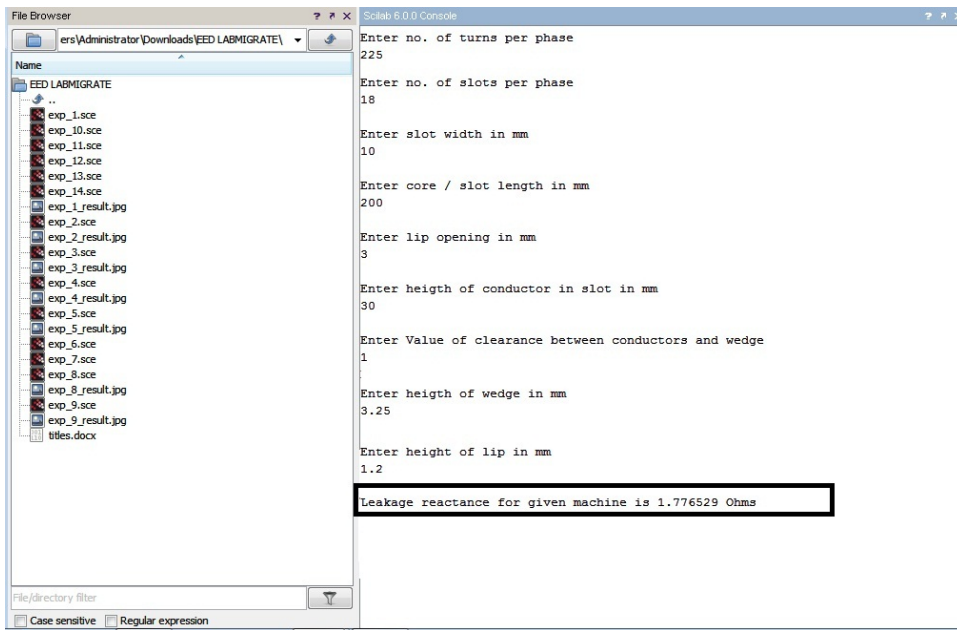 File Browser
ers\Administrator\Downloads\EED LABMIGRATE\
Name
EED LABMIGRATE
..
exp_1.sce
exp_10.sce
exp_11.sce
exp_12.sce
exp_13.sce
exp_14.sce
exp_1_result.jpg
exp_2.sce
exp_2_result.jpg
exp_3.sce
exp_3_result.jpg
exp_4.sce
exp_4_result.jpg
exp_5.sce
exp_5_result.jpg
exp_6.sce
exp_7.sce
exp_8.sce
exp_8_result.jpg
exp_9.sce
exp_9_result.jpg
titles.docx
File/directory filter
Case sensitive
Regular expression
Scilab 6.0.0 Console
Enter no. of turns per phase
225
Enter no. of slots per phase
18
Enter slot width in mm
10
Enter core / slot length in mm
200
Enter lip opening in mm
3
Enter heigth of conductor in slot in mm
30
Enter Value of clearance between conductors and wedge
1
Enter heigth of wedge in mm
3.25
Enter height of lip in mm
1.2
Leakage reactance for given machine is 1.776529 Ohms